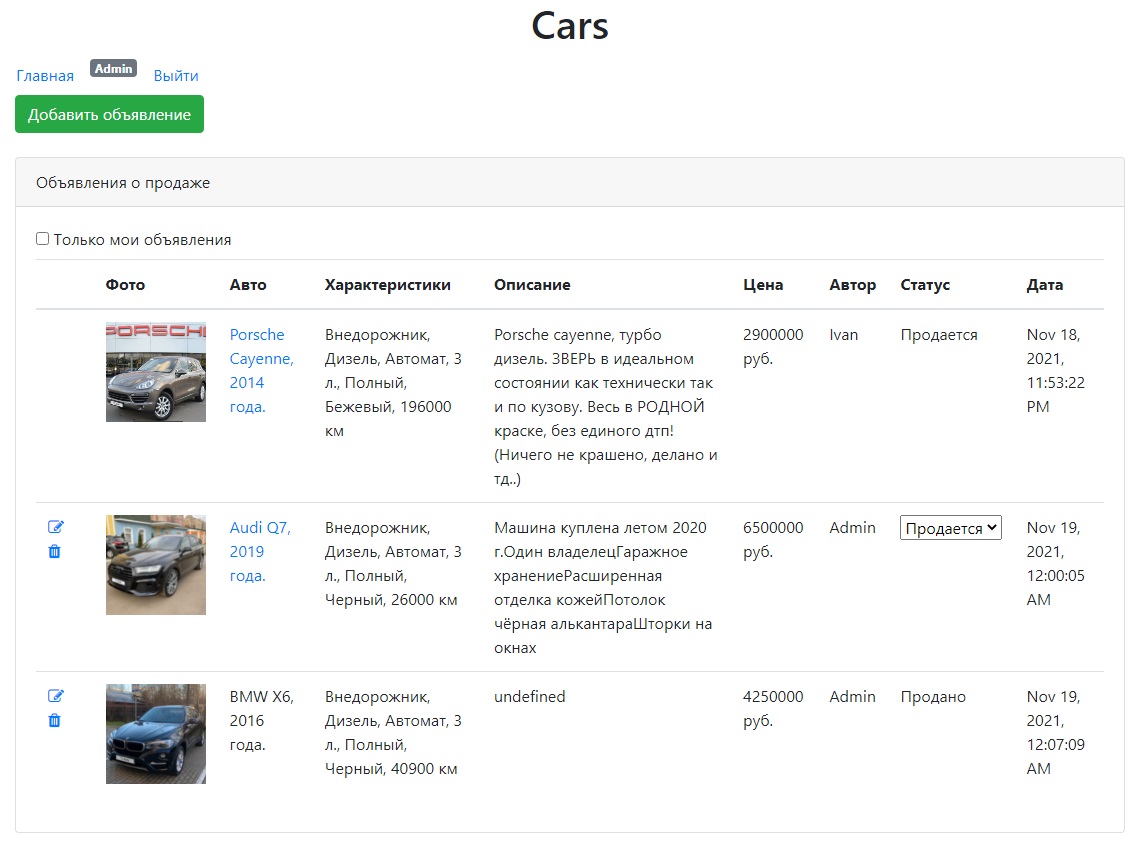 Cars
Главная Admin Выйти
Добавить объявление
Объявления о продаже
Только мои объявления
Фото Авто Характеристики Описание Цена Автор Статус Дата
PORSCHE
Porsche
Cayenne,
2014
года.
Внедорожник,
Дизель, Автомат, 3
л., Полный,
Бежевый, 196000
км
Porsche cayenne, турбо
дизель. ЗВЕРЬ в идеальном
состоянии как технически так
и по кузову. Весь в РОДНОЙ
краске, без единого дтп!
(Ничего не крашено, делано и
тд..)
2900000
руб.
Ivan
Продается
Nov 18,
2021,
11:53:22
PM
Audi Q7,
2019
года.
Внедорожник,
Дизель, Автомат, 3
л., Полный,
Черный, 26000 км
Машина куплена летом 2020
г.Один владелецГаражное
хранениеРасширенная
отделка кожейПотолок
чёрная алькантараШторки на
окнах
6500000
руб.
Admin
Продается
Nov 19,
2021,
12:00:05
AM
BMW X6,
2016
года.
Внедорожник,
Дизель, Автомат, 3
л., Полный,
Черный, 40900 км
undefined
4250000
руб.
Admin
Продано
Nov 19,
2021,
12:07:09
AM